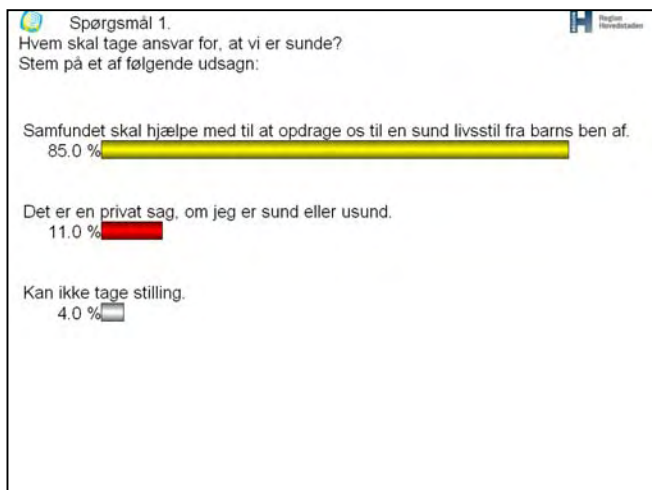 Spørgsmål 1.
Region
Hovedstaden
Hvem skal tage ansvar for, at vi er sunde?
Stem på et af følgende udsagn:
Samfundet skal hjælpe med til at opdrage os til en sund livsstil fra barns ben af.
85.0 %
Det er en privat sag, om jeg er sund eller usund.
11.0 %
Kan ikke tage stilling.
4.0 %